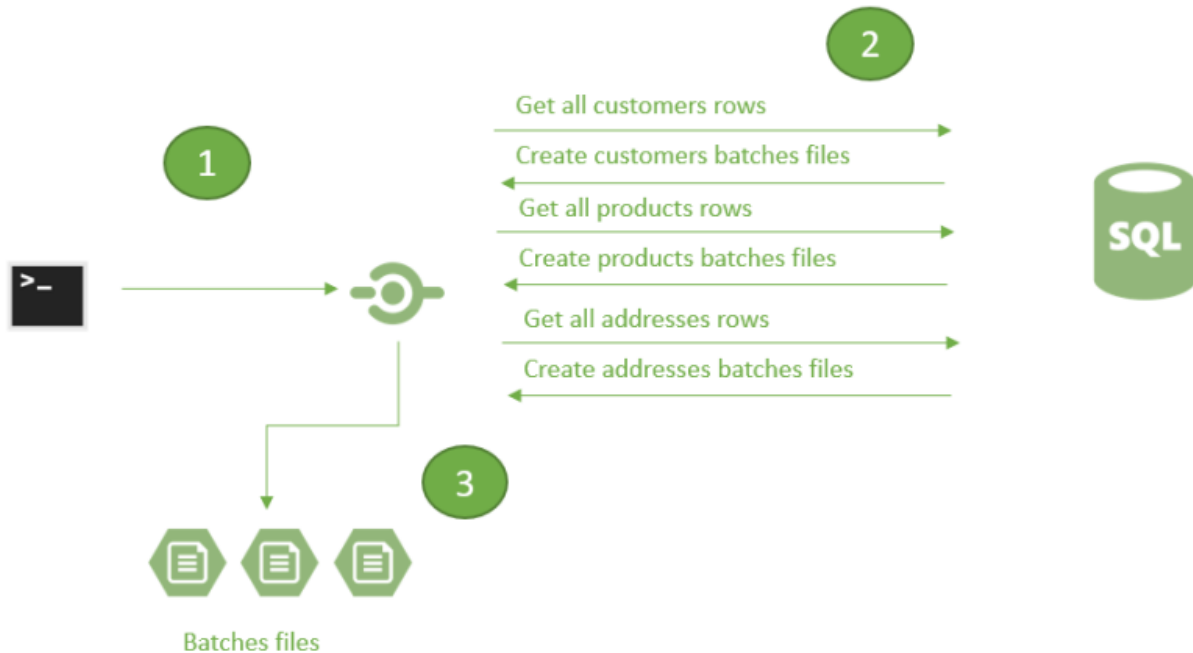 2
Get all customers rows
1
Create customers batches files
Get all products rows
SQL
Create products batches files
>_
Get all addresses rows
Create addresses batches files
3
Batches files